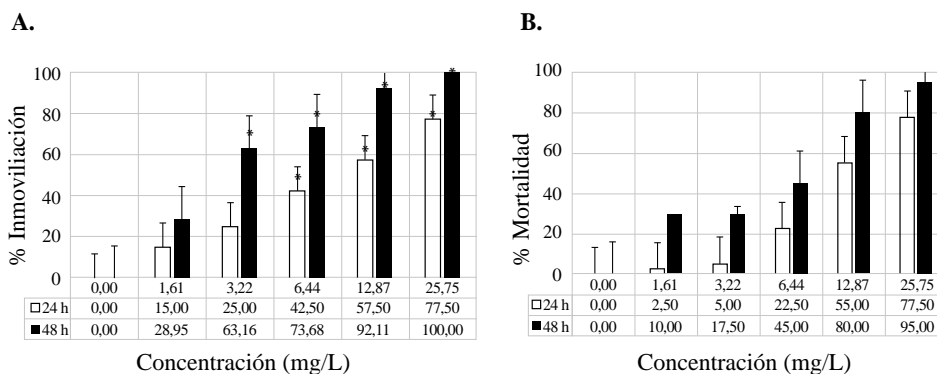 A.
% Inmoviliación
100
80
60
40
20
0
0,00 1,61 3,22 6,44 12,87 25,75
24 h 0,00 15,00 25,00 42,50 57,50 77,50
48 h 0,00 28,95 63,16 73,68 92,11 100,00
Concentración (mg/L)
* * * * * * *
B.
% Mortalidad
100
80
60
40
20
0
0,00 1,61 3,22 6,44 12,87 25,75
24 h 0,00 2,50 5,00 22,50 55,00 77,50
48 h 0,00 10,00 17,50 45,00 80,00 95,00
Concentración (mg/L)